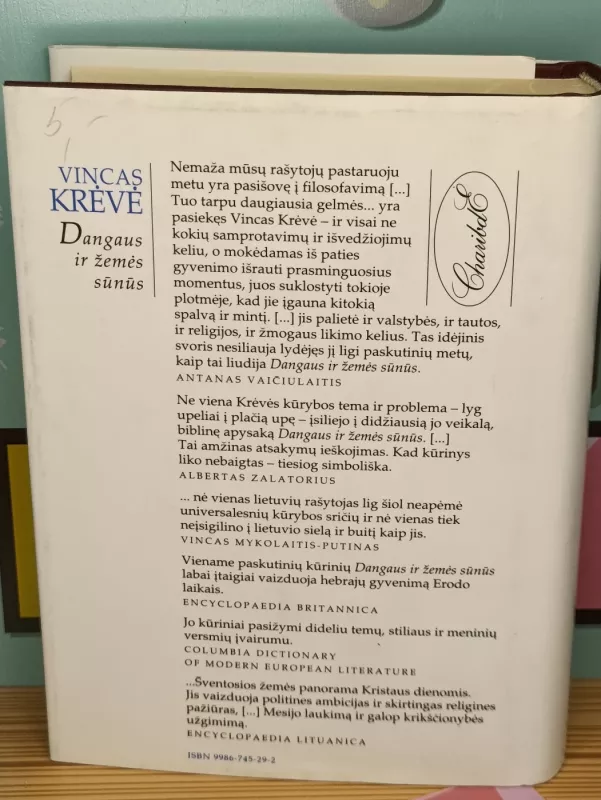 5,-
VINCAS
KRĖVĖ
Dangaus
ir žemės
sūnūs
Nemaža mūsų rašytojų pastaruoju
metu yra pasišovę į filosofavimą [...]
Tuo tarpu daugiausia gelmės... yra
pasiekęs Vincas Krėvė – ir visai ne
kokių samprotavimų ir išvedžiojimų
keliu, o mokėdamas iš paties
gyvenimo išrauti prasminguosius
momentus, juos suklostyti tokioje
plotmėje, kad jie įgauna kitokią
spalvą ir mintį. [...] jis palietė ir valstybės, ir tautos,
ir religijos, ir žmogaus likimo kelius. Tas idėjinis
svoris nesiliauja lydėjęs jį ligi paskutinių metų,
kaip tai liudija Dangaus ir žemės sūnūs.
ANTANAS VAIČIULAITIS
CharibdE
Ne viena Krėvės kūrybos tema ir problema – lyg
upeliai į plačią upę – įsiliejo į didžiausią jo veikalą,
biblinę apysaką Dangaus ir žemės sūnūs. [...]
Tai amžinas atsakymų ieškojimas. Kad kūrinys
liko nebaigtas – tiesiog simboliška.
ALBERTAS ZALATORIUS
... nė vienas lietuvių rašytojas lig šiol neapėmė
universalesnių kūrybos sričių ir nė vienas tiek
neįsigilino į lietuvio sielą ir buitį kaip jis.
VINCAS MYKOLAITIS-PUTINAS
Viename paskutinių kūrinių Dangaus ir žemės sūnūs
labai įtaigiai vaizduoja hebrajų gyvenimą Erodo
laikais.
ENCYCLOPAEDIA BRITANNICA
Jo kūriniai pasižymi dideliu temų, stiliaus ir meninių
versmių įvairumu.
COLUMBIA DICTIONARY
OF MODERN EUROPEAN LITERATURE
...Šventosios žemės panorama Kristaus dienomis.
Jis vaizduoja politines ambicijas ir skirtingas religines
pažiūras, [...] Mesijo laukimą ir galop krikščionybės
užgimimą.
ENCYCLOPAEDIA LITUANICA
ISBN 9986-745-29-2